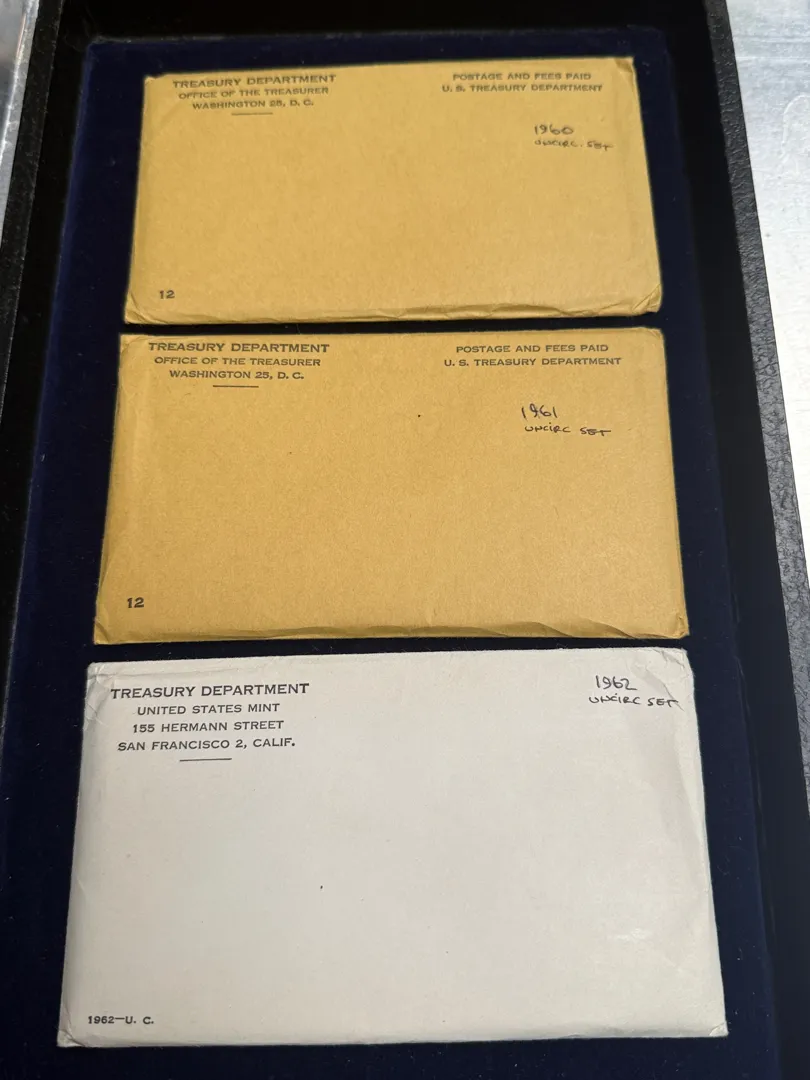 TREASURY DEPARTMENT
OFFICE OF THE TREASURER
WASHINGTON 25, D. C.
POSTAGE AND FEES PAID
U. S. TREASURY DEPARTMENT
1960
UNCIRC. SET
12
TREASURY DEPARTMENT
OFFICE OF THE TREASURER
WASHINGTON 25, D. C.
POSTAGE AND FEES PAID
U. S. TREASURY DEPARTMENT
1961
UNCIRC SET
12
TREASURY DEPARTMENT
UNITED STATES MINT
155 HERMANN STREET
SAN FRANCISCO 2, CALIF.
1962
UNCIRC SET
1962—U. C.